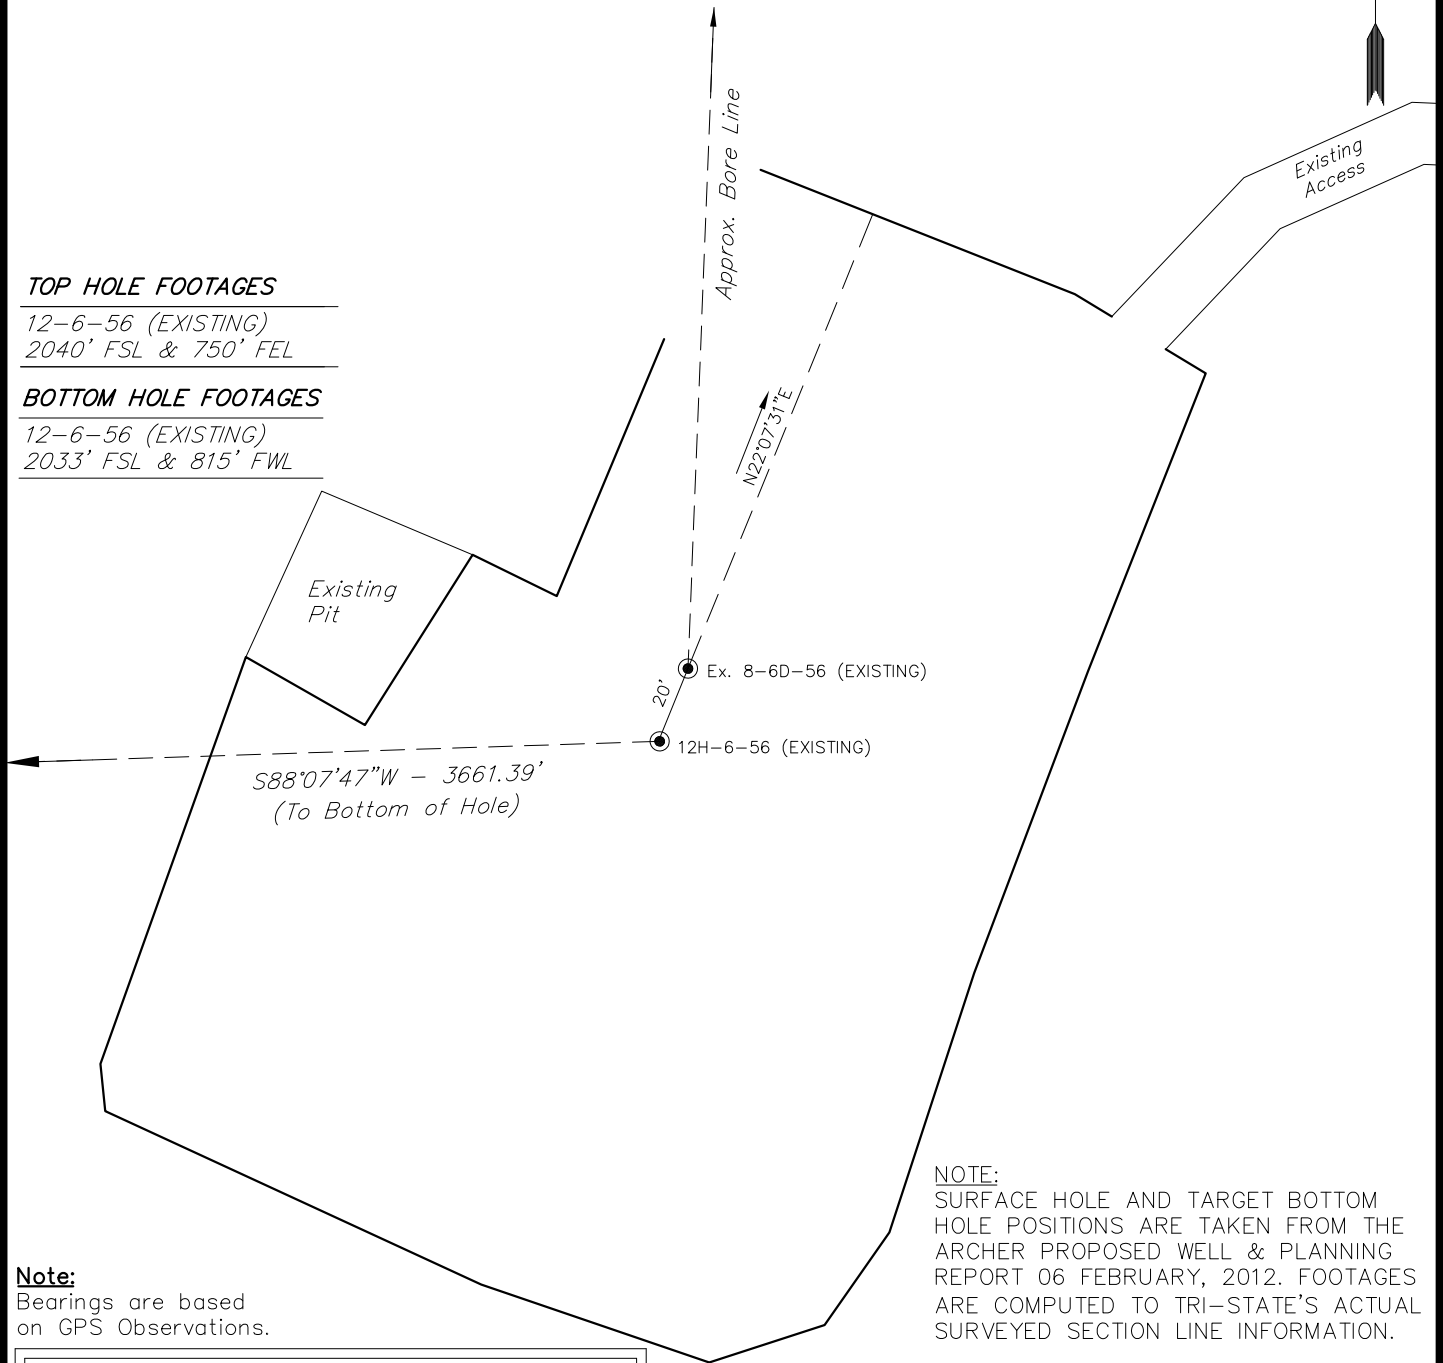 Approx. Bore Line
Existing
Access
TOP HOLE FOOTAGES
12-6-56 (EXISTING)
2040' FSL & 750' FEL
BOTTOM HOLE FOOTAGES
12-6-56 (EXISTING)
2033' FSL & 815' FWL
N22°07'31"E
Existing
Pit
Ex. 8-6D-56 (EXISTING)
20'
12H-6-56 (EXISTING)
S88°07'47"W - 3661.39'
(To Bottom of Hole)
NOTE:
SURFACE HOLE AND TARGET BOTTOM
HOLE POSITIONS ARE TAKEN FROM THE
ARCHER PROPOSED WELL & PLANNING
REPORT 06 FEBRUARY, 2012. FOOTAGES
ARE COMPUTED TO TRI-STATE'S ACTUAL
SURVEYED SECTION LINE INFORMATION.
Note:
Bearings are based
on GPS Observations.